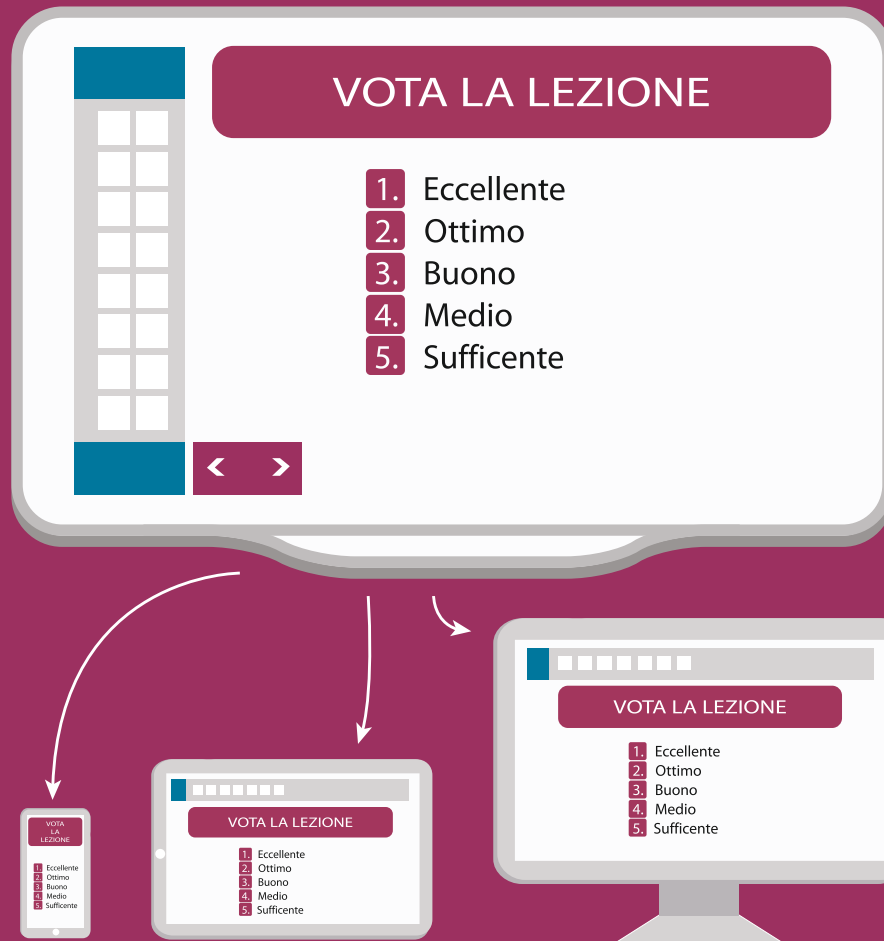 VOTA LA LEZIONE
1. Eccellente
2. Ottimo
3. Buono
4. Medio
5. Sufficente
VOTA
LA
LEZIONE
1. Eccellente
2. Ottimo
3. Buono
4. Medio
5. Sufficente
VOTA LA LEZIONE
1. Eccellente
2. Ottimo
3. Buono
4. Medio
5. Sufficente
VOTA LA LEZIONE
1. Eccellente
2. Ottimo
3. Buono
4. Medio
5. Sufficente